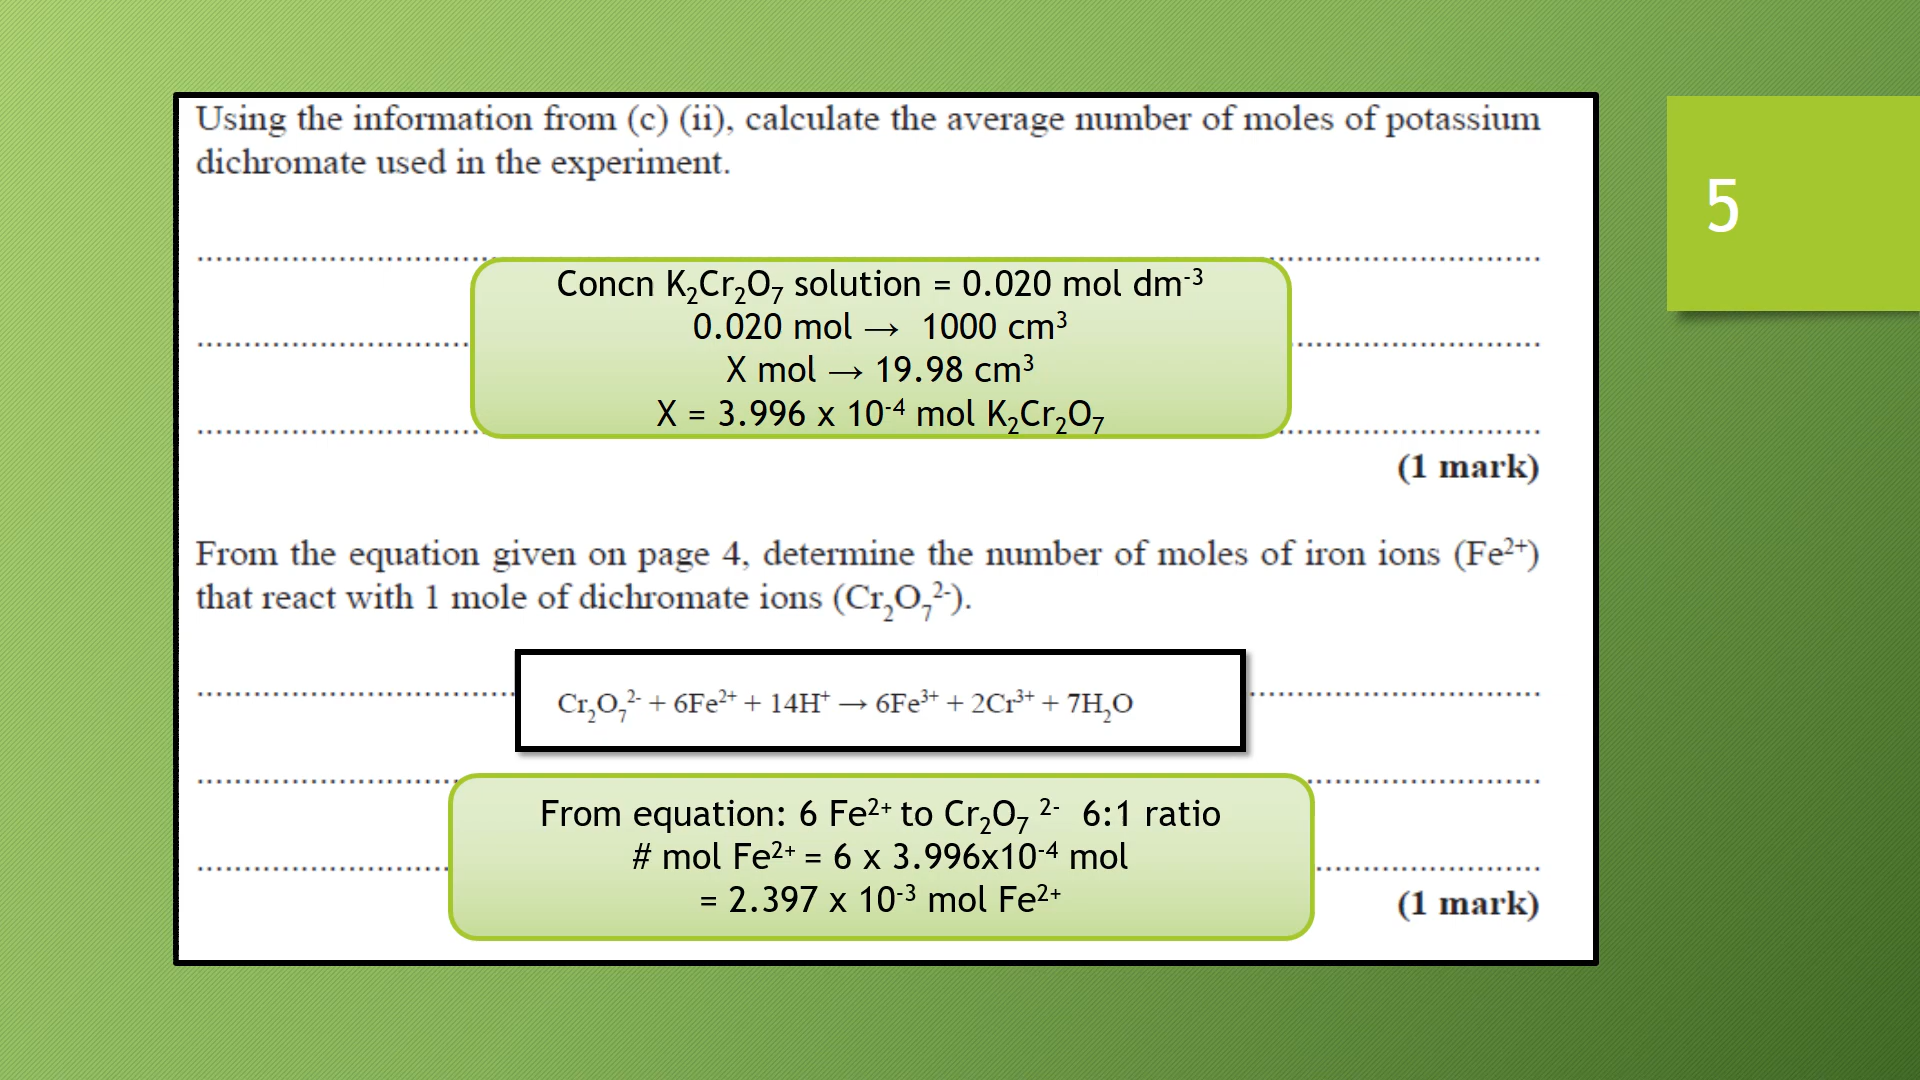 Using the information from (c) (ii), calculate the average number of moles of potassium
dichromate used in the experiment.
5
Concn K₂Cr₂O₇ solution = 0.020 mol dm⁻³
0.020 mol → 1000 cm³
X mol → 19.98 cm³
X = 3.996 x 10⁻⁴ mol K₂Cr₂O₇
(1 mark)
From the equation given on page 4, determine the number of moles of iron ions (Fe²⁺)
that react with 1 mole of dichromate ions (Cr₂O₇²⁻).
Cr₂O₇²⁻ + 6Fe²⁺ + 14H⁺ → 6Fe³⁺ + 2Cr³⁺ + 7H₂O
From equation: 6 Fe²⁺ to Cr₂O₇ ²⁻ 6:1 ratio
# mol Fe²⁺ = 6 x 3.996x10⁻⁴ mol
= 2.397 x 10⁻³ mol Fe²⁺
(1 mark)